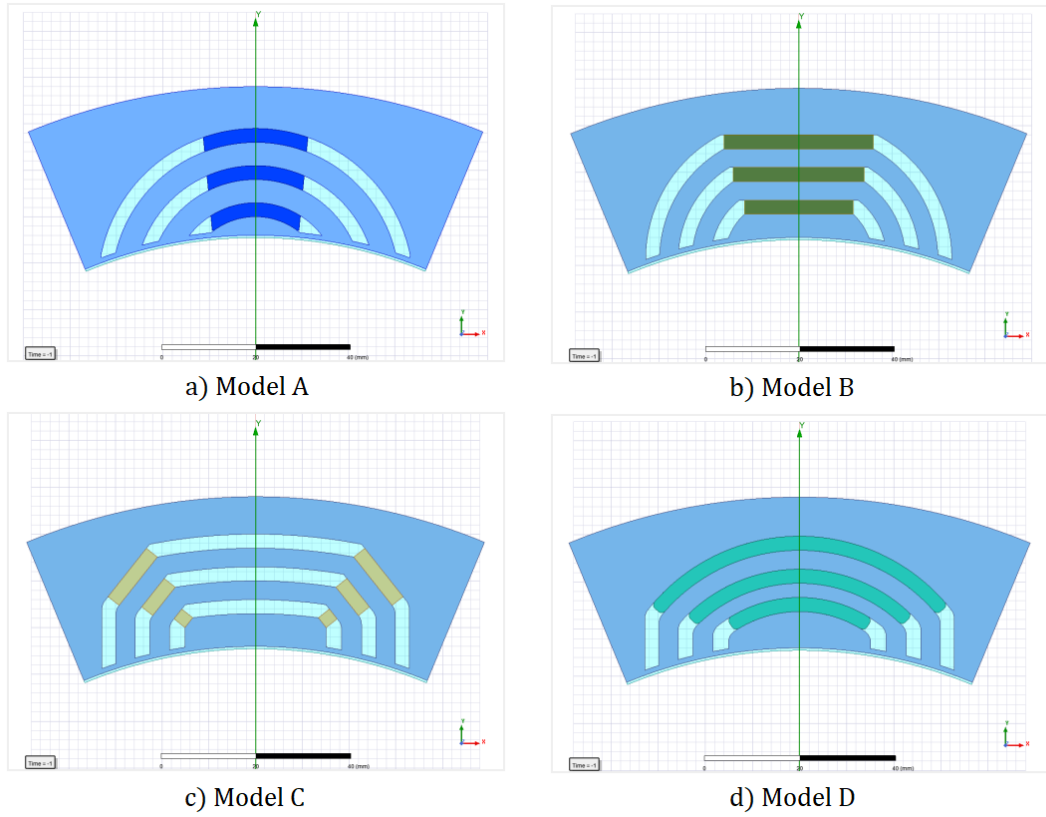 Y
X
Y
Time = -1
0
20
40 (mm)
a) Model A
Y
X
Y
Time = -1
0
20
40 (mm)
b) Model B
Y
X
Y
Time = -1
0
20
40 (mm)
c) Model C
Y
X
Y
Time = -1
0
20
40 (mm)
d) Model D